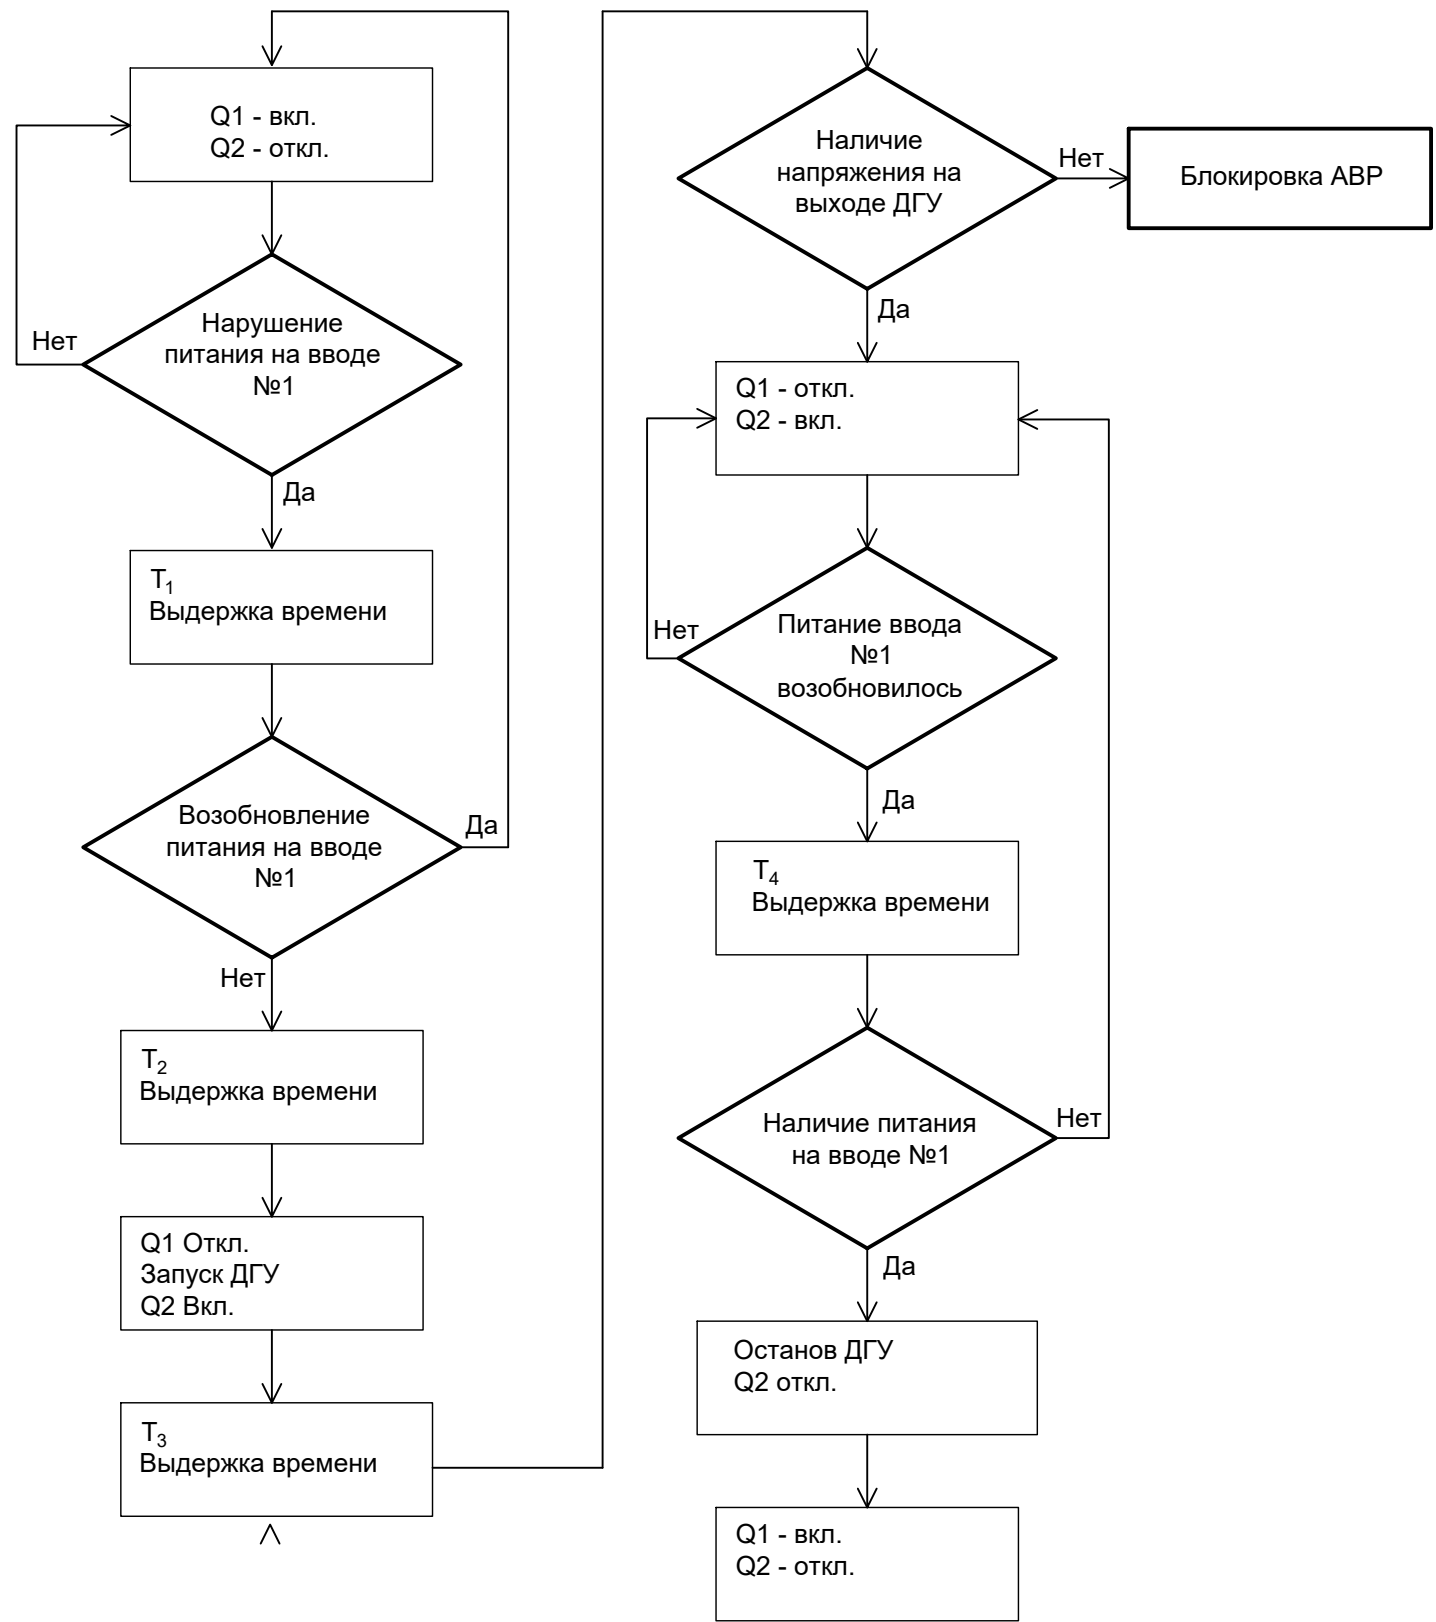 Q1 - вкл.
Q2 - откл.
Нарушение
питания на вводе
№1
Нет
Да
T1
Выдержка времени
Возобновление
питания на вводе
№1
Да
Нет
T2
Выдержка времени
Q1 Откл.
Запуск ДГУ
Q2 Вкл.
T3
Выдержка времени
Наличие
напряжения на
выходе ДГУ
Нет
Блокировка АВР
Да
Q1 - откл.
Q2 - вкл.
Питание ввода
№1
возобновилось
Нет
Да
T4
Выдержка времени
Наличие питания
на вводе №1
Нет
Да
Останов ДГУ
Q2 откл.
Q1 - вкл.
Q2 - откл.